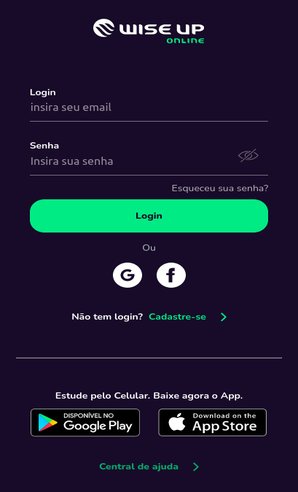 WISE UP
ONLINE
Login
insira seu email
Senha
Insira sua senha
Esqueceu sua senha?
Login
Ou
G f
Não tem login? Cadastre-se
Estude pelo Celular. Baixe agora o App.
DISPONÍVEL NO
Google Play
Download on the
App Store
Central de ajuda